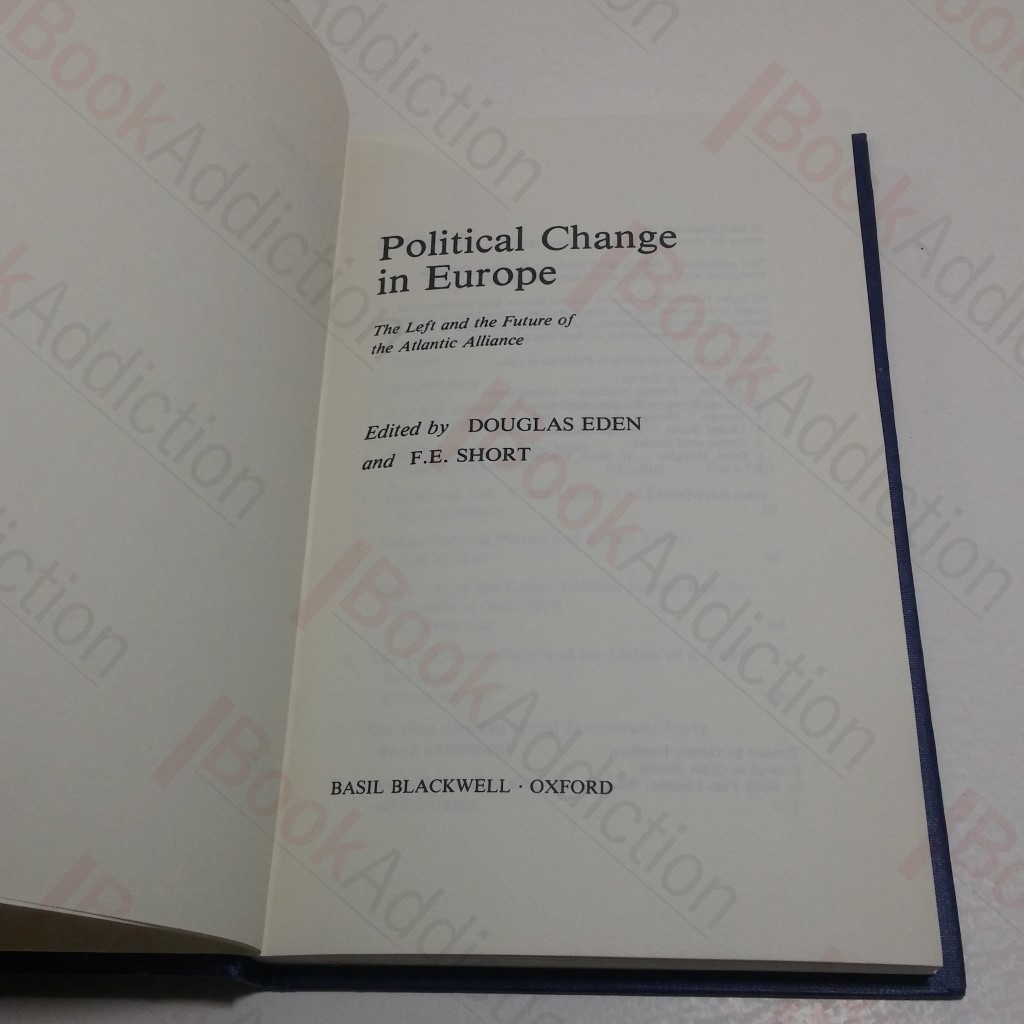 Political Change
in Europe
The Left and the Future of
the Atlantic Alliance
Edited by DOUGLAS EDEN
and F.E. SHORT
BASIL BLACKWELL · OXFORD
BookAddiction